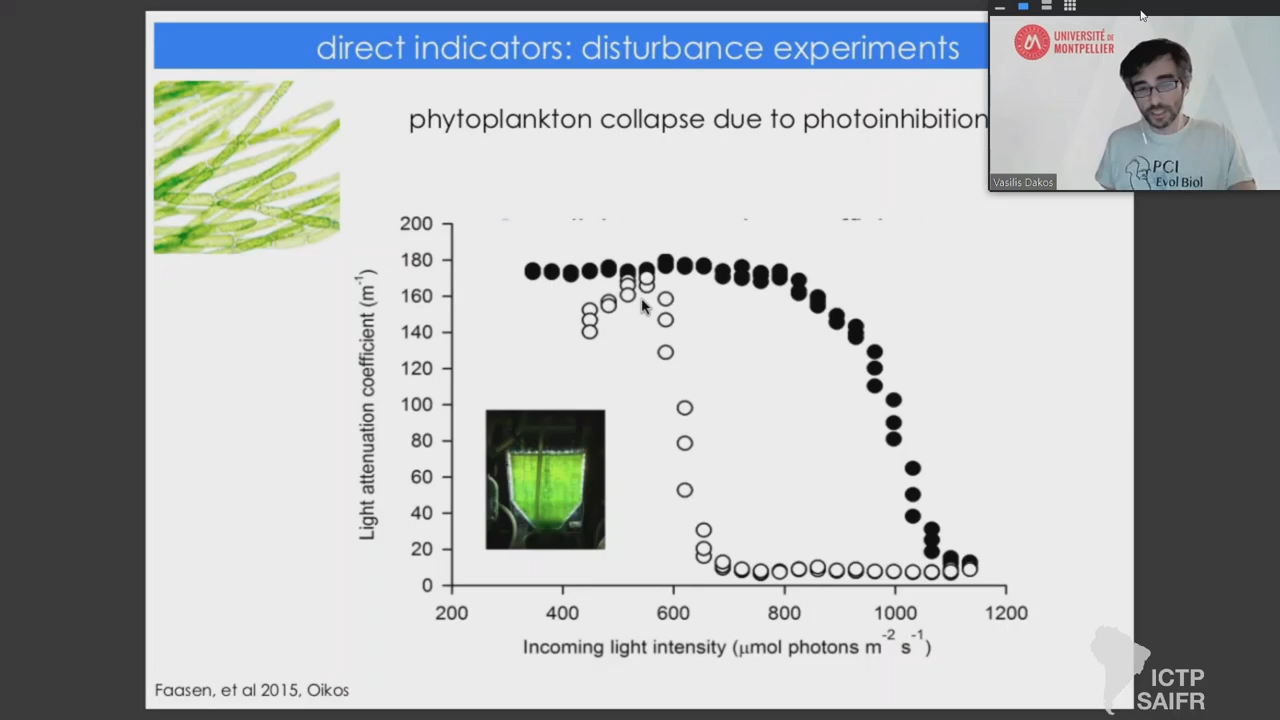 direct indicators: disturbance experiments
UNIVERSITÉ DE
MONTPELLIER
phytoplankton collapse due to photoinhibition
PCI
Evol Biol
Vasilis Dakos
200
180
160
140
120
100
80
60
40
20
0
Light attenuation coefficient (m-1)
200 400 600 800 1000 1200
Incoming light intensity (μmol photons m-2 s-1)
Faasen, et al 2015, Oikos
ICTP
SAIFR